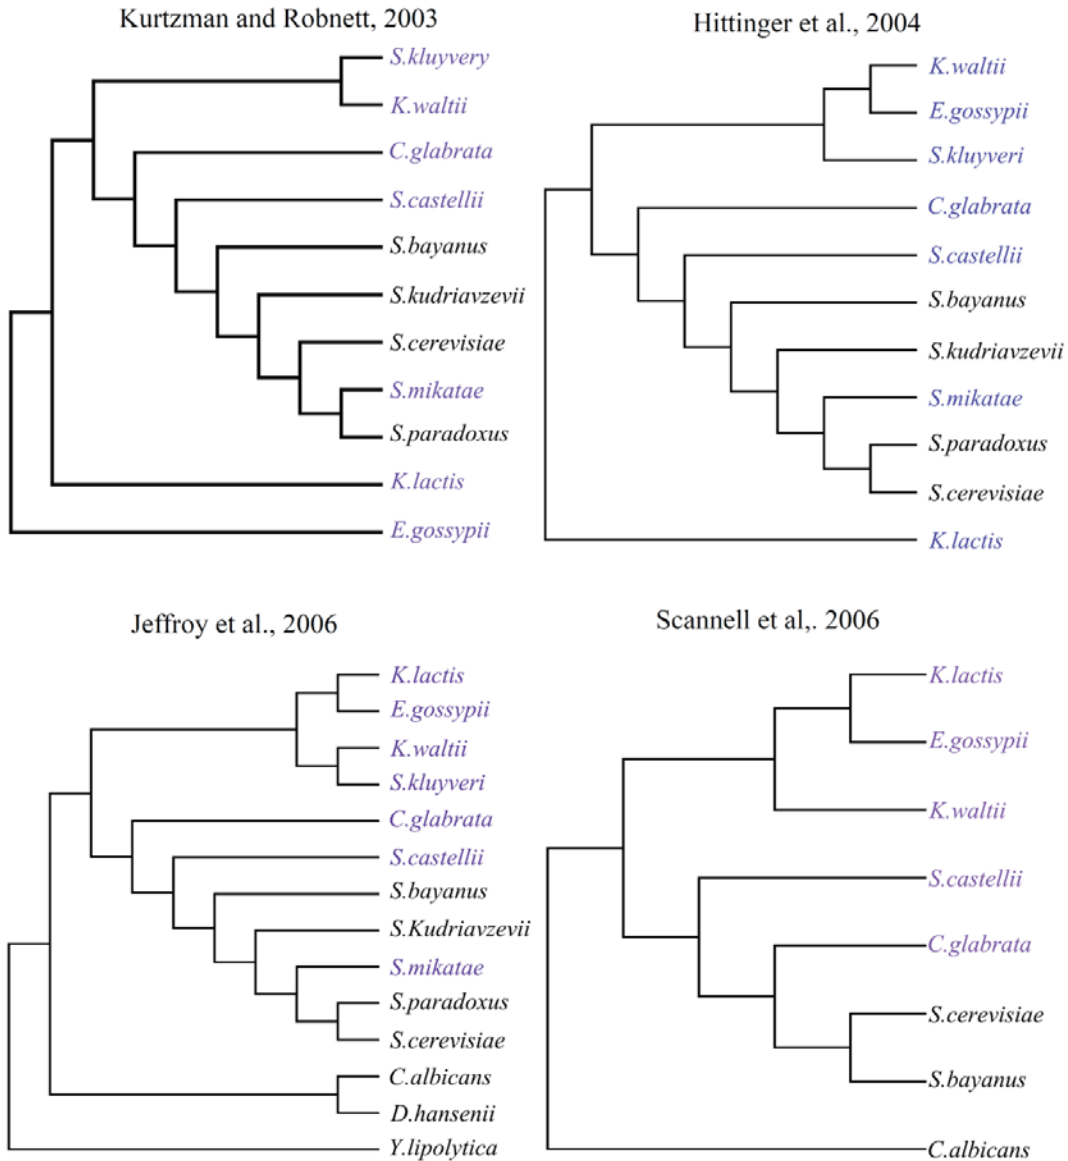 Kurtzman and Robnett, 2003
S.kluyvery
K.waltii
C.glabrata
S.castellii
S.bayanus
S.kudriavzevii
S.cerevisiae
S.mikatae
S.paradoxus
K.lactis
E.gossypii
Hittinger et al., 2004
K.waltii
E.gossypii
S.kluyveri
C.glabrata
S.castellii
S.bayanus
S.kudriavzevii
S.mikatae
S.paradoxus
S.cerevisiae
K.lactis
Jeffroy et al., 2006
K.lactis
E.gossypii
K.waltii
S.kluyveri
C.glabrata
S.castellii
S.bayanus
S.Kudriavzevii
S.mikatae
S.paradoxus
S.cerevisiae
C.albicans
D.hansenii
Y.lipolytica
Scannell et al,. 2006
K.lactis
E.gossypii
K.waltii
S.castellii
C.glabrata
S.cerevisiae
S.bayanus
C.albicans